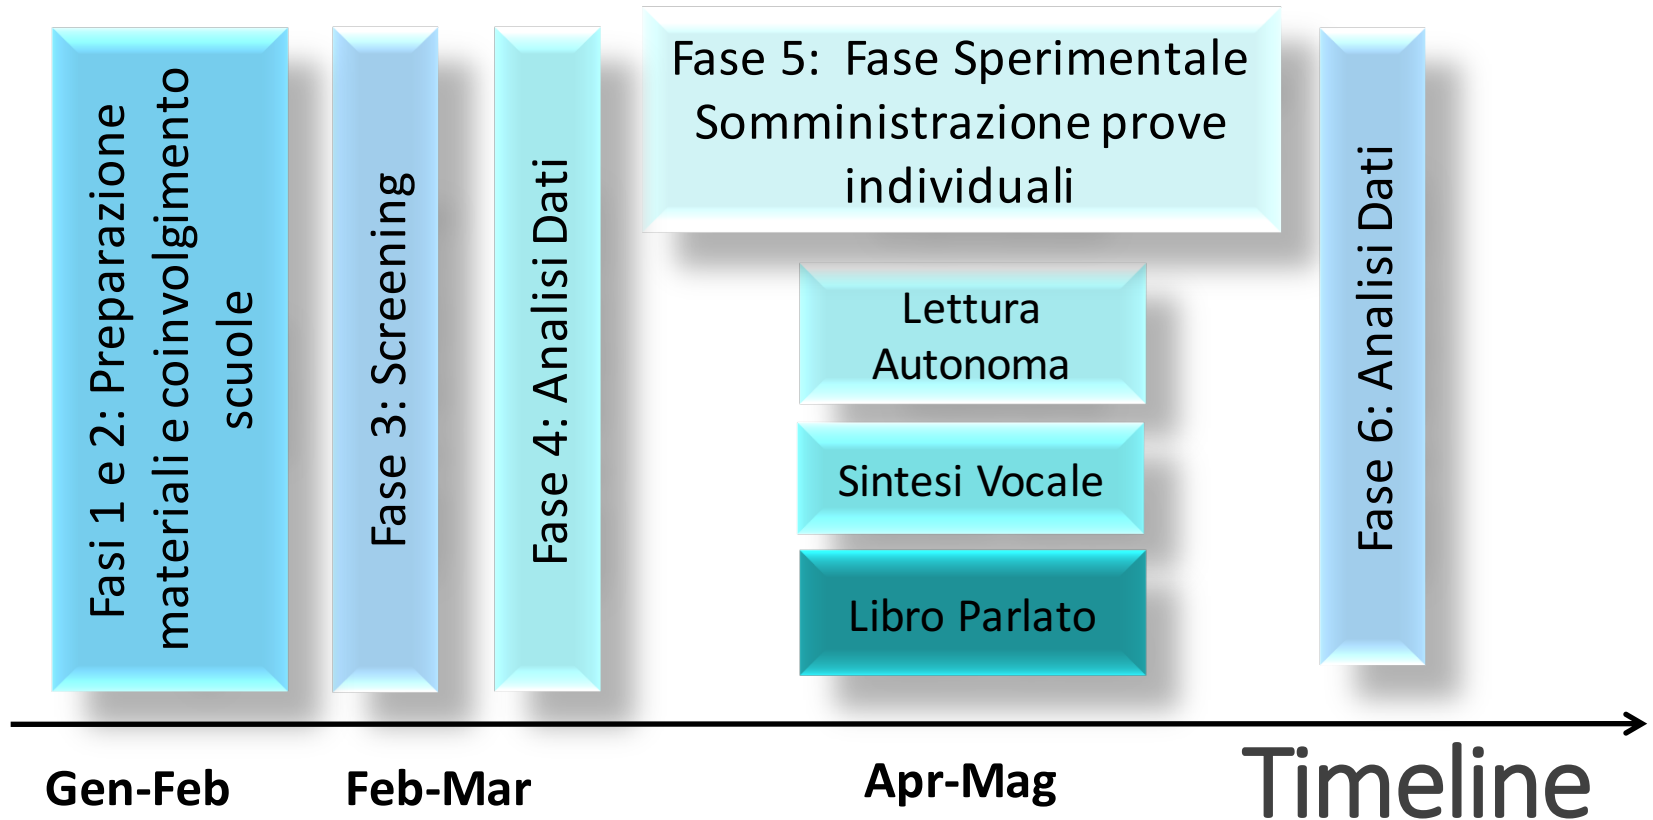 Fasi 1 e 2: Preparazione
materiali e coinvolgimento
scuole
Fase 3: Screening
Fase 4: Analisi Dati
Fase 5:  Fase Sperimentale
Somministrazione prove
individuali
Lettura
Autonoma
Sintesi Vocale
Libro Parlato
Fase 6: Analisi Dati
Gen-Feb
Feb-Mar
Apr-Mag
Timeline